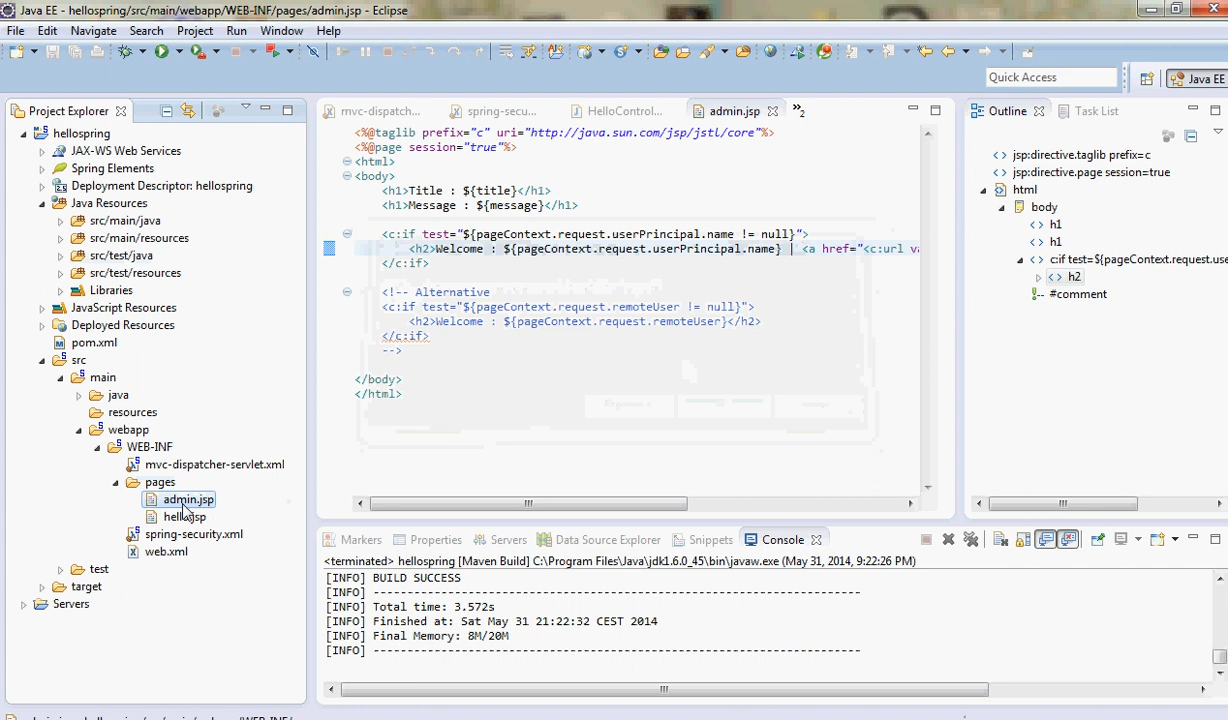 Java EE - hellospring/src/main/webapp/WEB-INF/pages/admin.jsp - Eclipse
File Edit Navigate Search Project Run Window Help
Quick Access
Java EE
Project Explorer
hellospring
JAX-WS Web Services
Spring Elements
Deployment Descriptor: hellospring
Java Resources
src/main/java
src/main/resources
src/test/java
src/test/resources
Libraries
JavaScript Resources
Deployed Resources
pom.xml
src
main
java
resources
webapp
WEB-INF
mvc-dispatcher-servlet.xml
pages
admin.jsp
hello.jsp
spring-security.xml
web.xml
test
target
Servers
mvc-dispatch... spring-secu... HelloControl... admin.jsp »2
<%@taglib prefix="c" uri="http://java.sun.com/jsp/jstl/core"%>
<%@page session="true"%>
<html>
<body>
<h1>Title : ${title}</h1>
<h1>Message : ${message}</h1>
<c:if test="${pageContext.request.userPrincipal.name != null}">
<h2>Welcome : ${pageContext.request.userPrincipal.name} | <a href="<c:url va
</c:if>
<!-- Alternative
<c:if test="${pageContext.request.remoteUser != null}">
<h2>Welcome : ${pageContext.request.remoteUser}</h2>
</c:if>
-->
</body>
</html>
Outline Task List
jsp:directive.taglib prefix=c
jsp:directive.page session=true
html
body
h1
h1
c:if test=${pageContext.request.use
h2
#comment
Markers Properties Servers Data Source Explorer Snippets Console
<terminated> hellospring [Maven Build] C:\Program Files\Java\jdk1.6.0_45\bin\javaw.exe (May 31, 2014, 9:22:26 PM)
[INFO] BUILD SUCCESS
[INFO] ------------------------------------------------------------------------
[INFO] Total time: 3.572s
[INFO] Finished at: Sat May 31 21:22:32 CEST 2014
[INFO] Final Memory: 8M/20M
[INFO] ------------------------------------------------------------------------